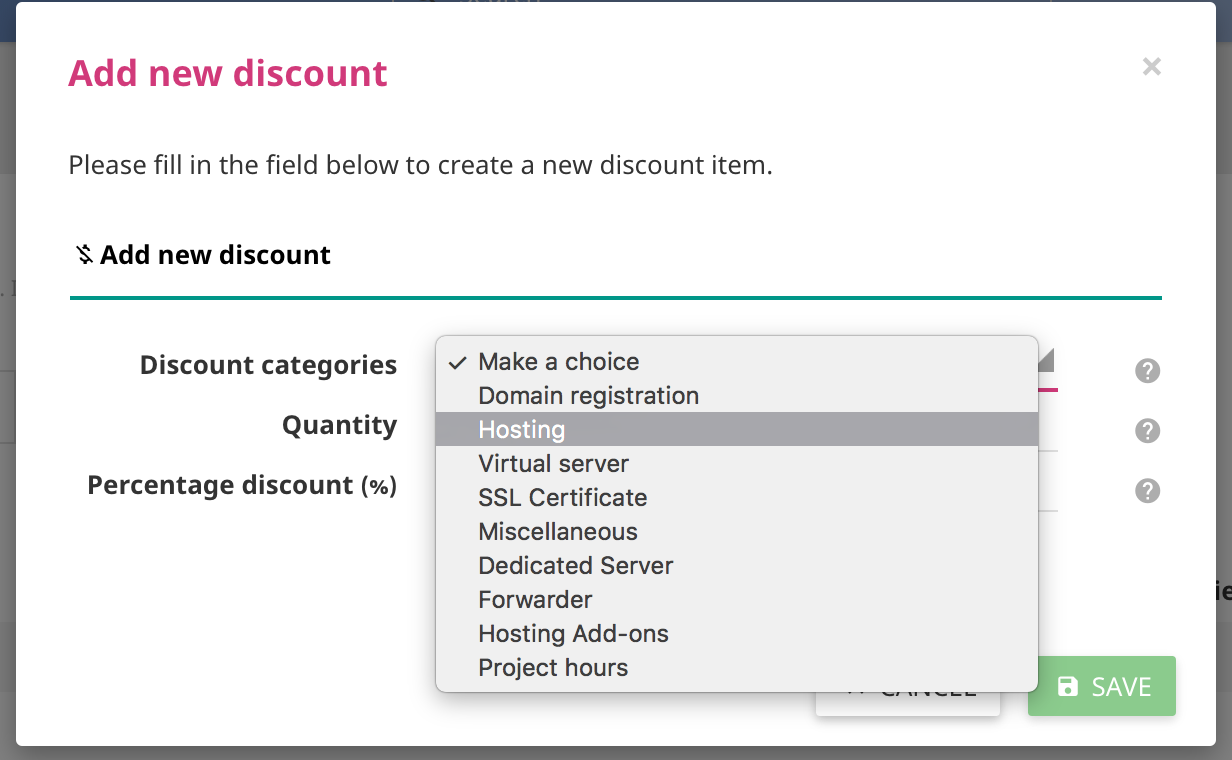 Add new discount
×
Please fill in the field below to create a new discount item.
Add new discount
Discount categories
✓ Make a choice
Domain registration
Quantity
Hosting
Virtual server
Percentage discount (%)
SSL Certificate
Miscellaneous
Dedicated Server
Forwarder
Hosting Add-ons
Project hours
CANCEL
SAVE